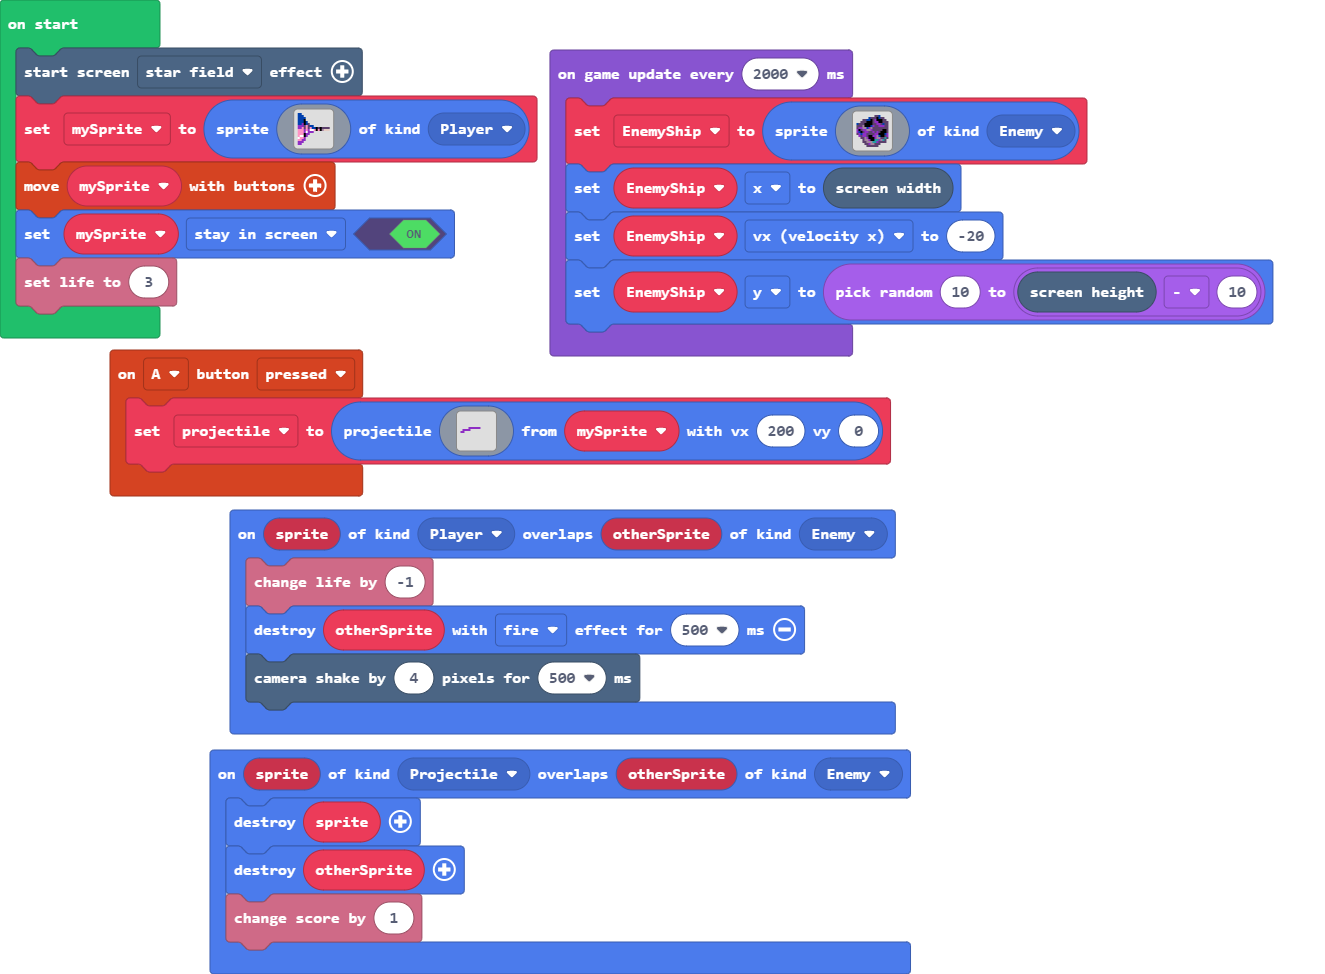 on start
start screen star field effect
set mySprite to sprite of kind Player
move mySprite with buttons
set mySprite stay in screen ON
set life to 3
on game update every 2000 ms
set EnemyShip to sprite of kind Enemy
set EnemyShip x to screen width
set EnemyShip vx (velocity x) to -20
set EnemyShip y to pick random 10 to screen height - 10
on A button pressed
set projectile to projectile from mySprite with vx 200 vy 0
on sprite of kind Player overlaps otherSprite of kind Enemy
change life by -1
destroy otherSprite with fire effect for 500 ms
camera shake by 4 pixels for 500 ms
on sprite of kind Projectile overlaps otherSprite of kind Enemy
destroy sprite
destroy otherSprite
change score by 1